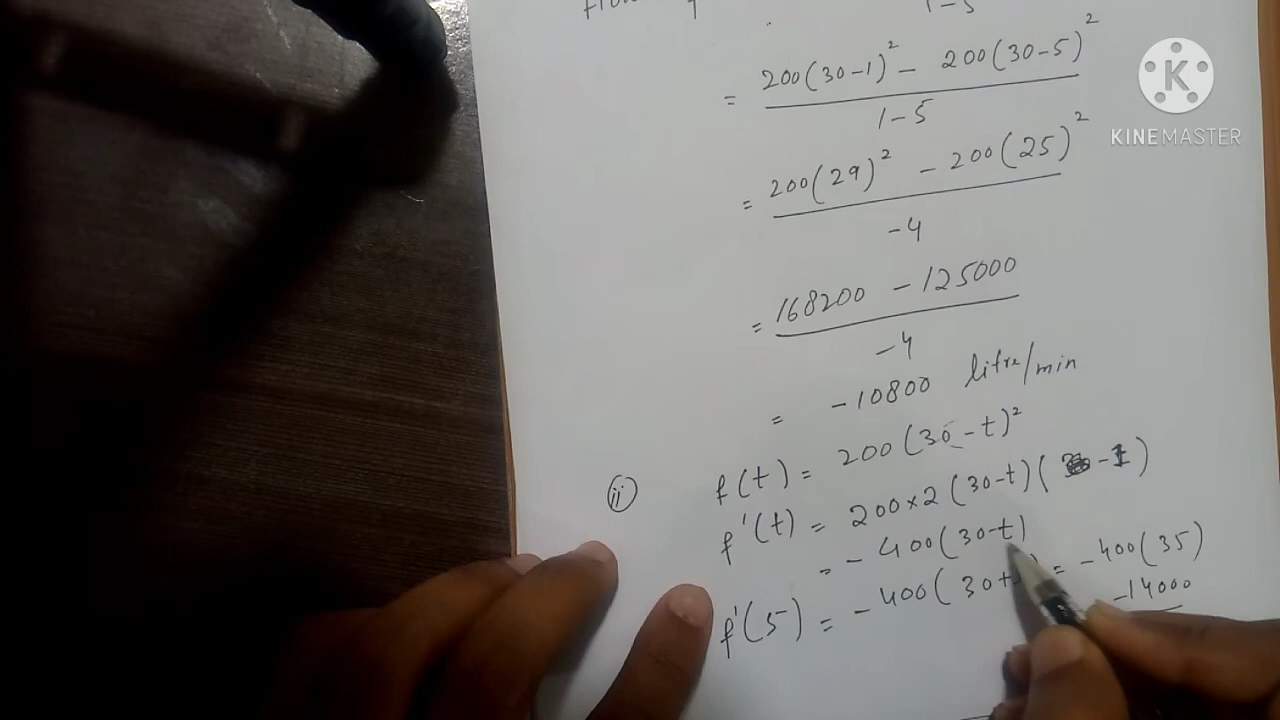 1-5
= 200(30-1)² - 200(30-5)²
1-5
= 200(29)² - 200(25)²
-4
= 168200 - 125000
-4
= -10800 litre/min
ii f(t) = 200(30-t)²
f'(t) = 200×2(30-t)( -1)
= -400(30-t)
f'(5) = -400(30+ = -400(35)
-14000
K
KINEMASTER